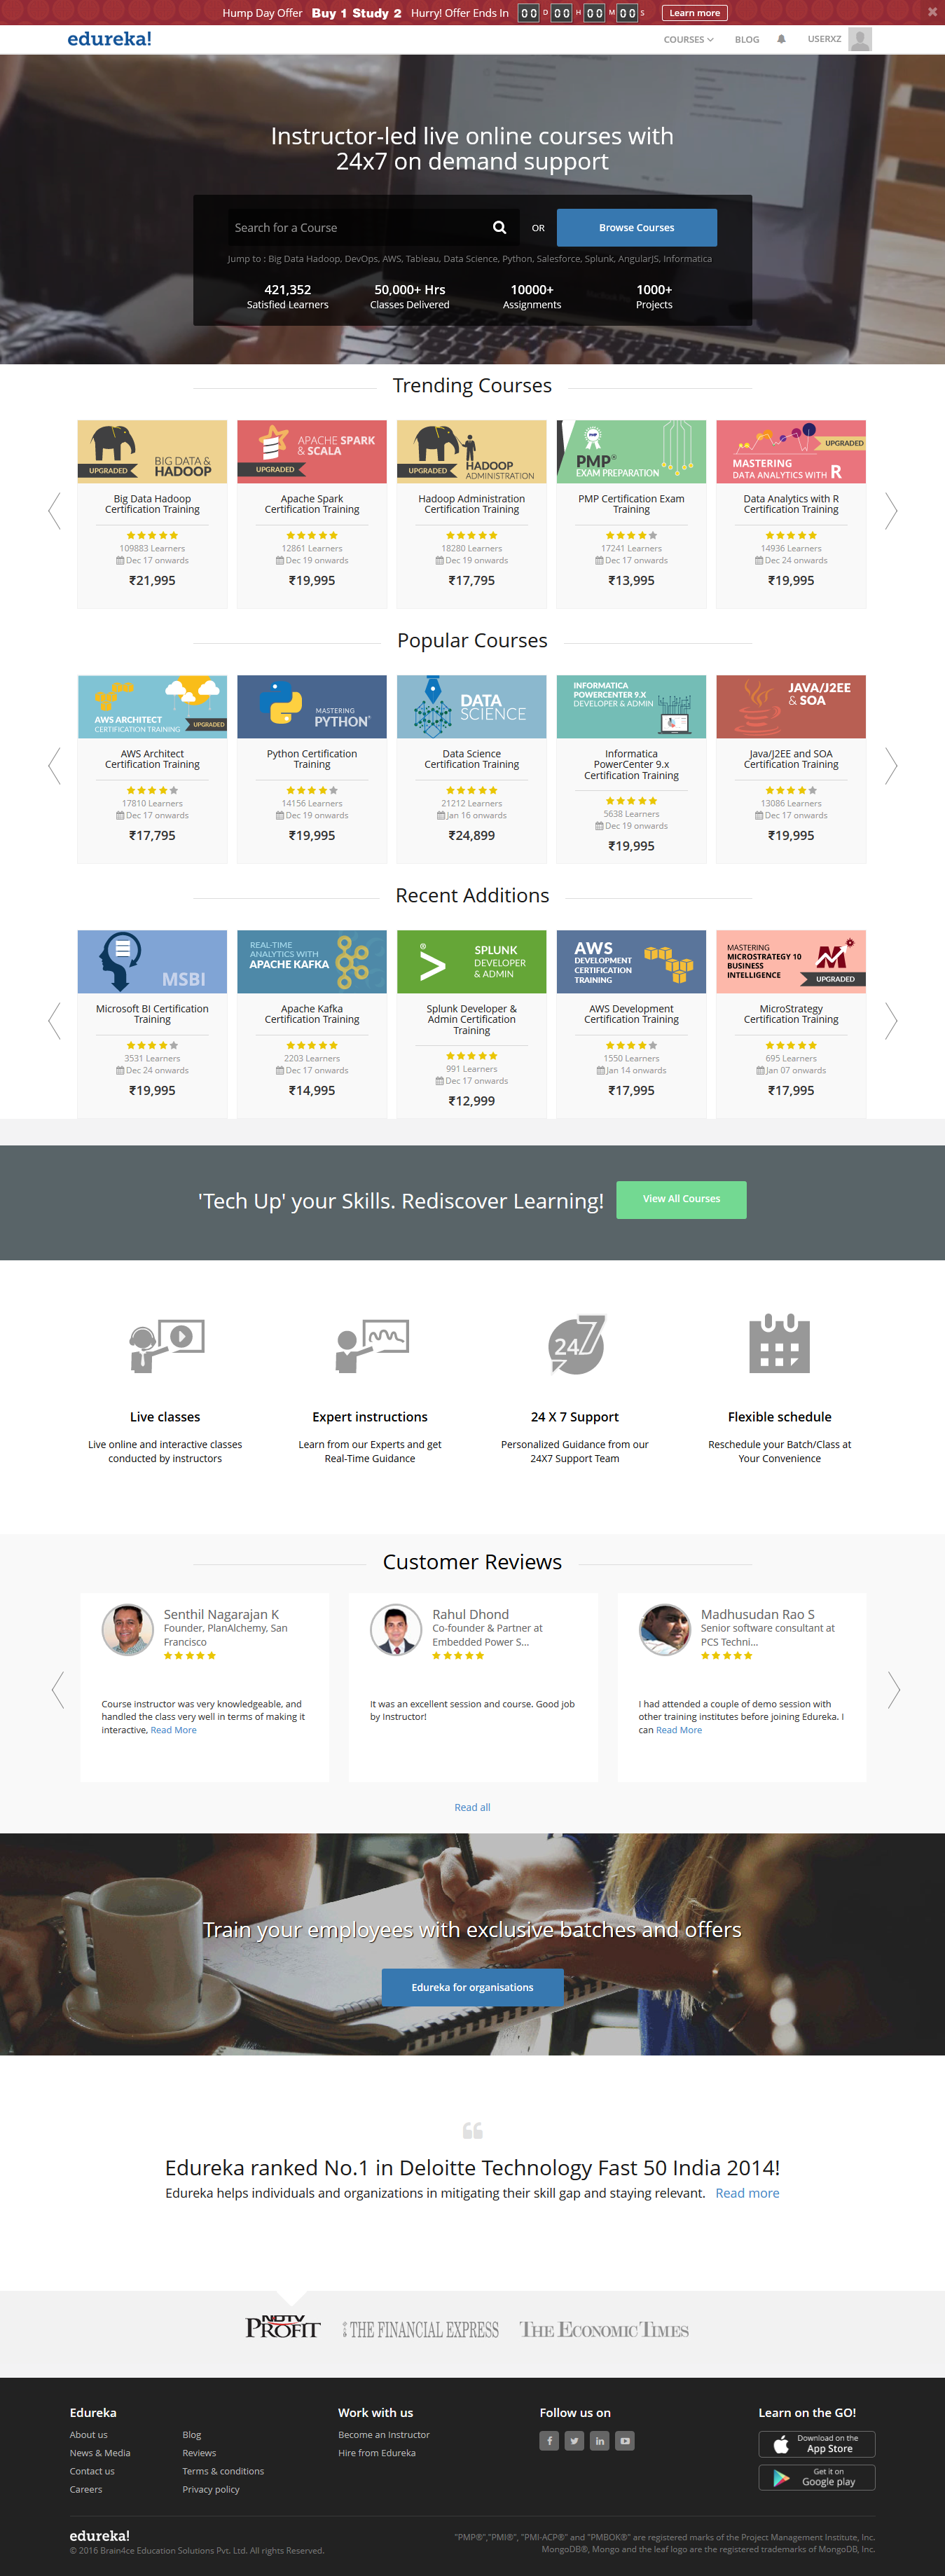 Hump Day Offer Buy 1 Study 2 Hurry! Offer Ends In 00 D 00 H 00 M 00 S Learn more
edureka! COURSES BLOG USERXZ
Instructor-led live online courses with
24x7 on demand support
Search for a Course OR Browse Courses
Jump to : Big Data Hadoop, DevOps, AWS, Tableau, Data Science, Python, Salesforce, Splunk, AngularJS, Informatica
421,352 50,000+ Hrs 10000+ 1000+
Satisfied Learners Classes Delivered Assignments Projects
Trending Courses
UPGRADED BIG DATA & HADOOP
Big Data Hadoop
Certification Training
109883 Learners
Dec 17 onwards
₹21,995
APACHE SPARK
& SCALA
UPGRADED
Apache Spark
Certification Training
12861 Learners
Dec 19 onwards
₹19,995
UPGRADED HADOOP
ADMINISTRATION
Hadoop Administration
Certification Training
18280 Learners
Dec 19 onwards
₹17,795
PMP
PMP®
EXAM PREPARATION
PMP Certification Exam
Training
17241 Learners
Dec 17 onwards
₹13,995
UPGRADED
MASTERING
DATA ANALYTICS WITH R
Data Analytics with R
Certification Training
14936 Learners
Dec 24 onwards
₹19,995
Popular Courses
AWS ARCHITECT
CERTIFICATION TRAINING UPGRADED
AWS Architect
Certification Training
17810 Learners
Dec 17 onwards
₹17,795
MASTERING
PYTHON®
Python Certification
Training
14156 Learners
Dec 19 onwards
₹19,995
DATA
SCIENCE
Data Science
Certification Training
21212 Learners
Jan 16 onwards
₹24,899
INFORMATICA
POWERCENTER 9.X
DEVELOPER & ADMIN
Informatica
PowerCenter 9.x
Certification Training
5638 Learners
Dec 19 onwards
₹19,995
JAVA/J2EE
& SOA
Java/J2EE and SOA
Certification Training
13086 Learners
Dec 17 onwards
₹19,995
Recent Additions
MSBI
Microsoft BI Certification
Training
3531 Learners
Dec 24 onwards
₹19,995
REAL-TIME
ANALYTICS WITH
APACHE KAFKA
Apache Kafka
Certification Training
2203 Learners
Dec 17 onwards
₹14,995
® SPLUNK
> DEVELOPER
& ADMIN
Splunk Developer &
Admin Certification
Training
991 Learners
Dec 17 onwards
₹12,999
AWS
DEVELOPMENT
CERTIFICATION
TRAINING
AWS Development
Certification Training
1550 Learners
Jan 14 onwards
₹17,995
MASTERING
MICROSTRATEGY 10
BUSINESS
INTELLIGENCE UPGRADED
MicroStrategy
Certification Training
695 Learners
Jan 07 onwards
₹17,995
'Tech Up' your Skills. Rediscover Learning! View All Courses
24 7
Live classes Expert instructions 24 X 7 Support Flexible schedule
Live online and interactive classes
conducted by instructors
Learn from our Experts and get
Real-Time Guidance
Personalized Guidance from our
24X7 Support Team
Reschedule your Batch/Class at
Your Convenience
Customer Reviews
Senthil Nagarajan K
Founder, PlanAlchemy, San
Francisco
Course instructor was very knowledgeable, and
handled the class very well in terms of making it
interactive, Read More
Rahul Dhond
Co-founder & Partner at
Embedded Power S...
It was an excellent session and course. Good job
by Instructor!
Madhusudan Rao S
Senior software consultant at
PCS Techni...
I had attended a couple of demo session with
other training institutes before joining Edureka. I
can Read More
Read all
Train your employees with exclusive batches and offers
Edureka for organisations
Edureka ranked No.1 in Deloitte Technology Fast 50 India 2014!
Edureka helps individuals and organizations in mitigating their skill gap and staying relevant. Read more
NDTV
PROFIT THE FINANCIAL EXPRESS THE ECONOMIC TIMES
Edureka Work with us Follow us on Learn on the GO!
About us Blog Become an Instructor
News & Media Reviews Hire from Edureka
Contact us Terms & conditions
Careers Privacy policy
Download on the
App Store
Get it on
Google play
edureka!
© 2016 Brain4ce Education Solutions Pvt. Ltd. All rights Reserved.
"PMP®","PMI®", "PMI-ACP®" and "PMBOK®" are registered marks of the Project Management Institute, Inc.
MongoDB®, Mongo and the leaf logo are the registered trademarks of MongoDB, Inc.